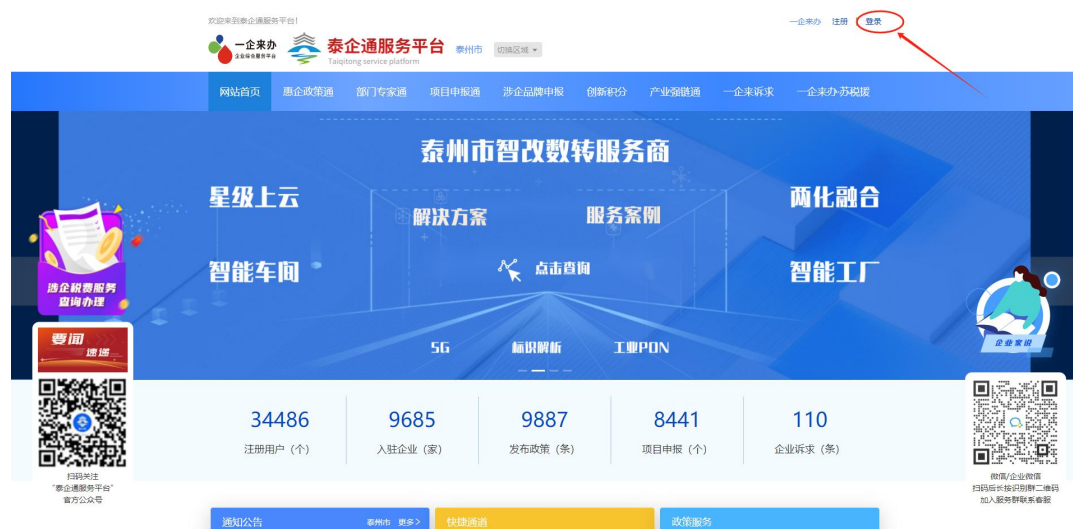 欢迎来到泰企通服务平台!
一企来办 注册 登录
一企来办
企业综合服务平台
泰企通服务平台
Taiqitong service platform
泰州市 切换区域
网站首页 惠企政策通 部门专家通 项目申报通 涉企品牌申报 创新积分 产业强链通 一企来诉求 一企来办·苏税援
泰州市智改数转服务商
星级上云
两化融合
解决方案
服务案例
智能车间
点击查询
智能工厂
5G
标识解析
工业PON
涉企税费服务
查询办理
要闻
速递
扫码关注
"泰企通服务平台"
官方公众号
企业家说
微信/企业微信
扫码后长按识别群二维码
加入服务群联系客服
34486 9685 9887 8441 110
注册用户(个) 入驻企业(家) 发布政策(条) 项目申报(个) 企业诉求(条)
通知公告 泰州市 更多>
快捷通道
政策服务